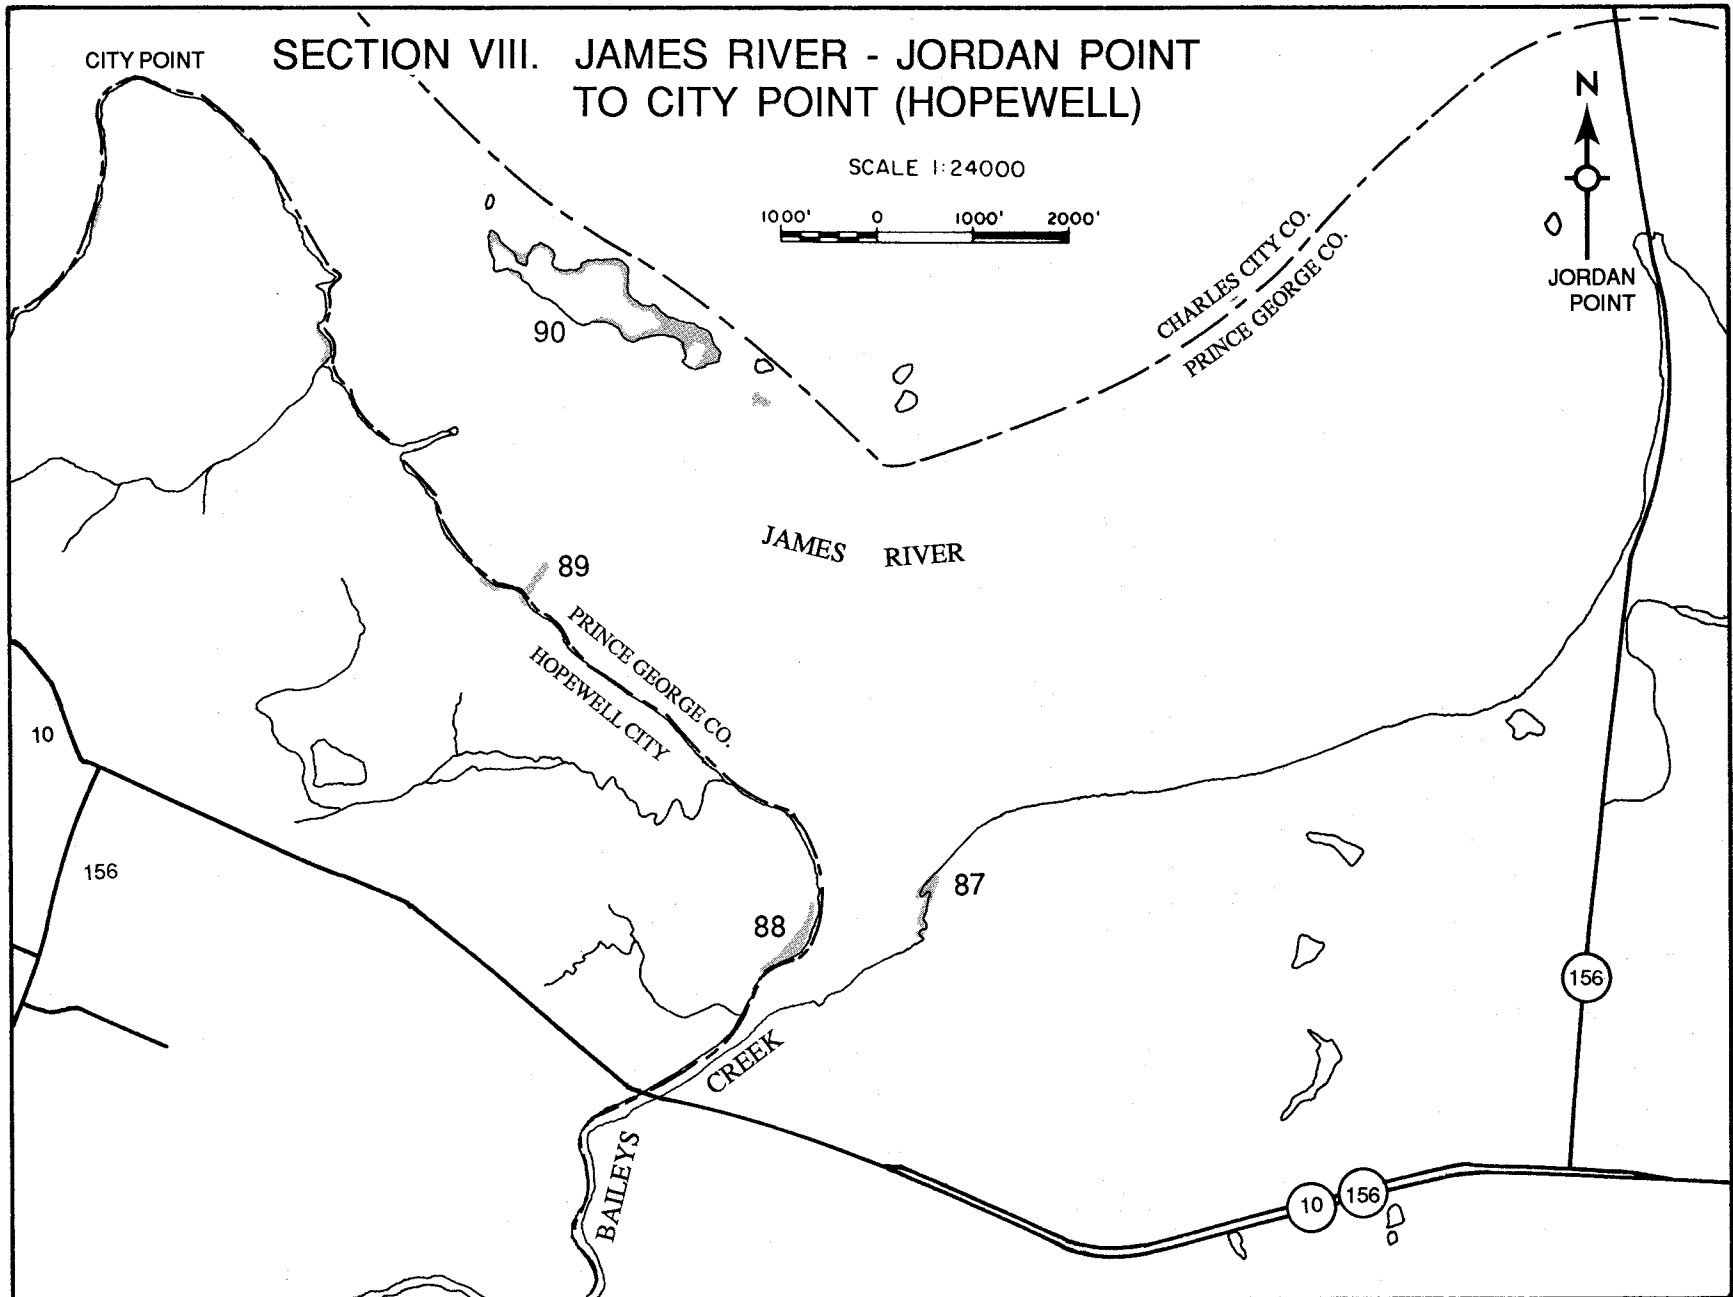 CITY POINT
SECTION VIII. JAMES RIVER - JORDAN POINT
TO CITY POINT (HOPEWELL)
N
SCALE 1:24000
1000' 0 1000' 2000'
CHARLES CITY CO.
PRINCE GEORGE CO.
JORDAN
POINT
90
JAMES RIVER
89
PRINCE GEORGE CO.
HOPEWELL CITY
10
156
87
88
156
CREEK
BAILEYS
10
156